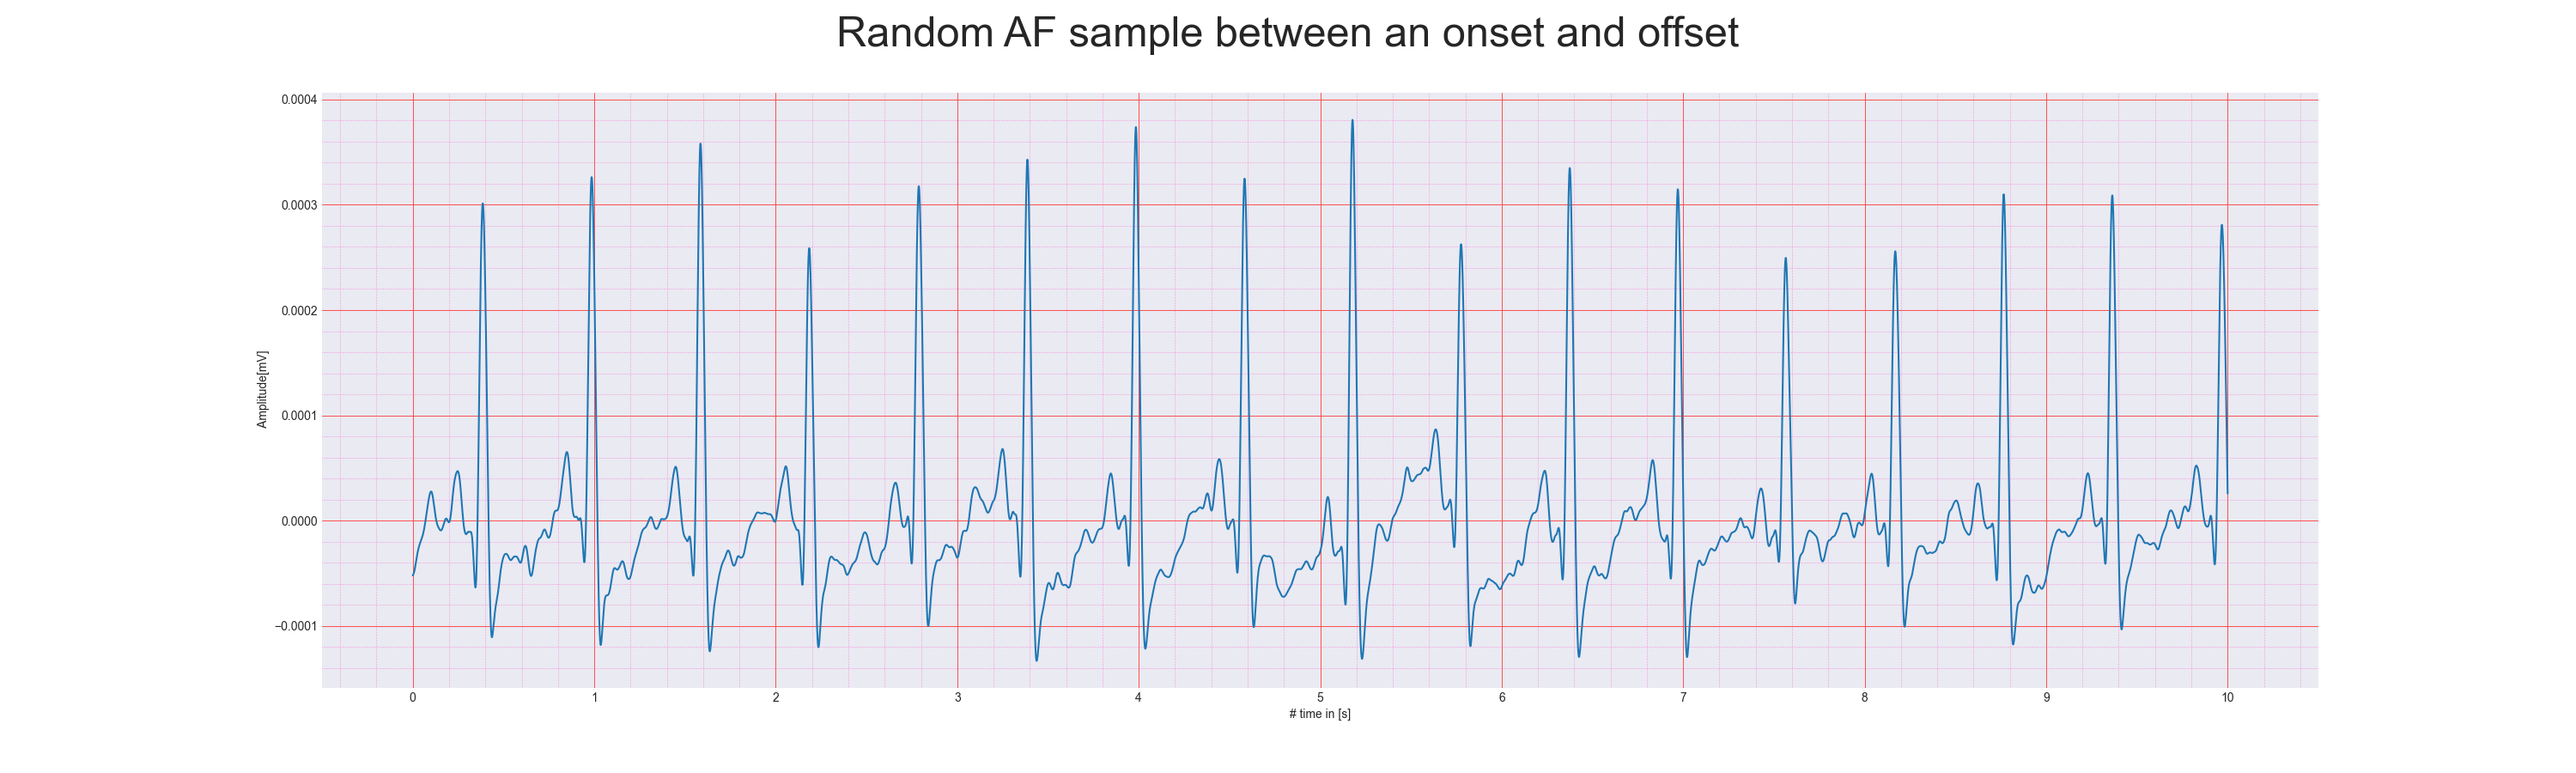 Random AF sample between an onset and offset
0.0004
0.0003
0.0002
0.0001
0.0000
−0.0001
Amplitude[mV]
0 1 2 3 4 5 6 7 8 9 10
# time in [s]